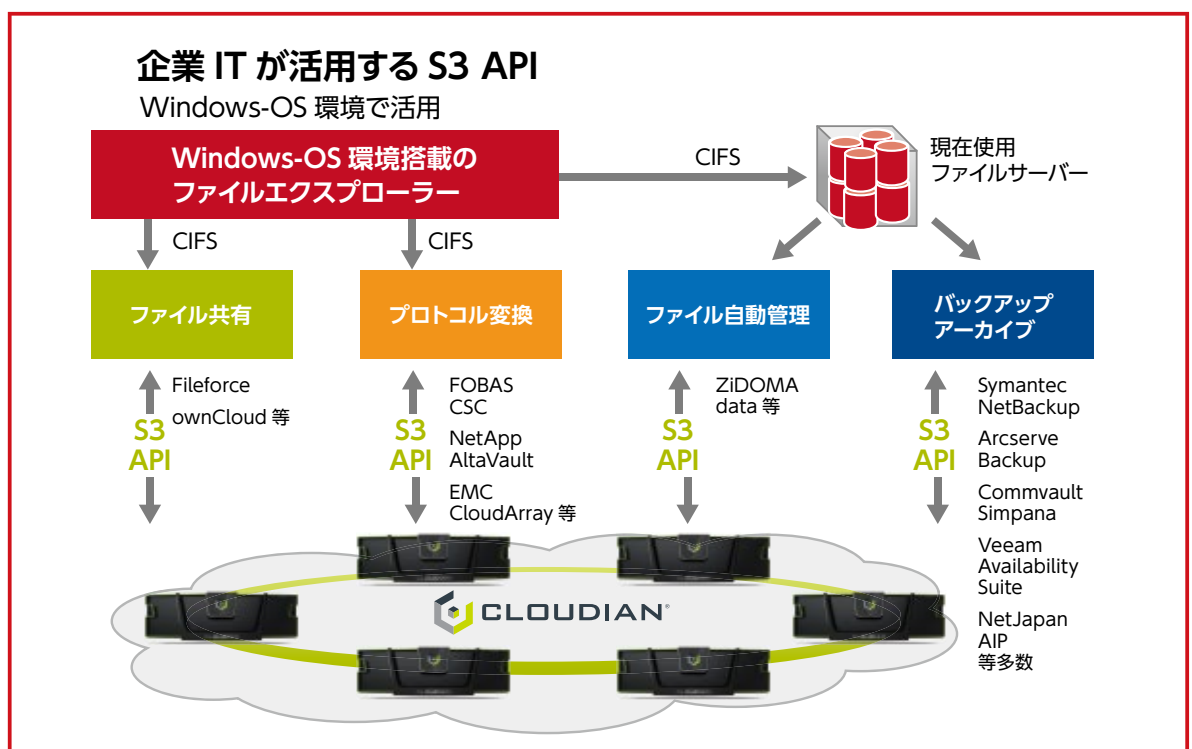 企業 IT が活用する S3 API
Windows-OS 環境で活用
Windows-OS 環境搭載の
ファイルエクスプローラー
CIFS
現在使用
ファイルサーバー
CIFS
CIFS
ファイル共有
プロトコル変換
ファイル自動管理
バックアップ
アーカイブ
Fileforce
ownCloud 等
S3
API
FOBAS
CSC
NetApp
AltaVault
EMC
CloudArray 等
S3
API
ZiDOMA
data 等
S3
API
Symantec
NetBackup
Arcserve
Backup
Commvault
Simpana
Veeam
Availability
Suite
NetJapan
AIP
等多数
S3
API
CLOUDIAN®